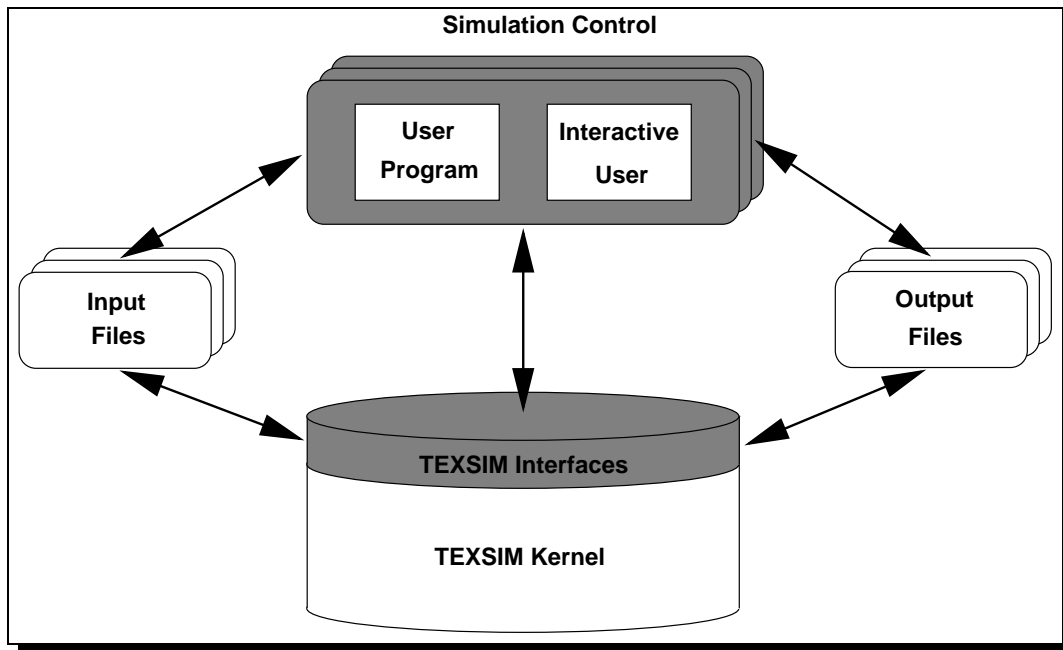 Simulation Control
User
Program
Interactive
User
Input
Files
Output
Files
TEXSIM Interfaces
TEXSIM Kernel